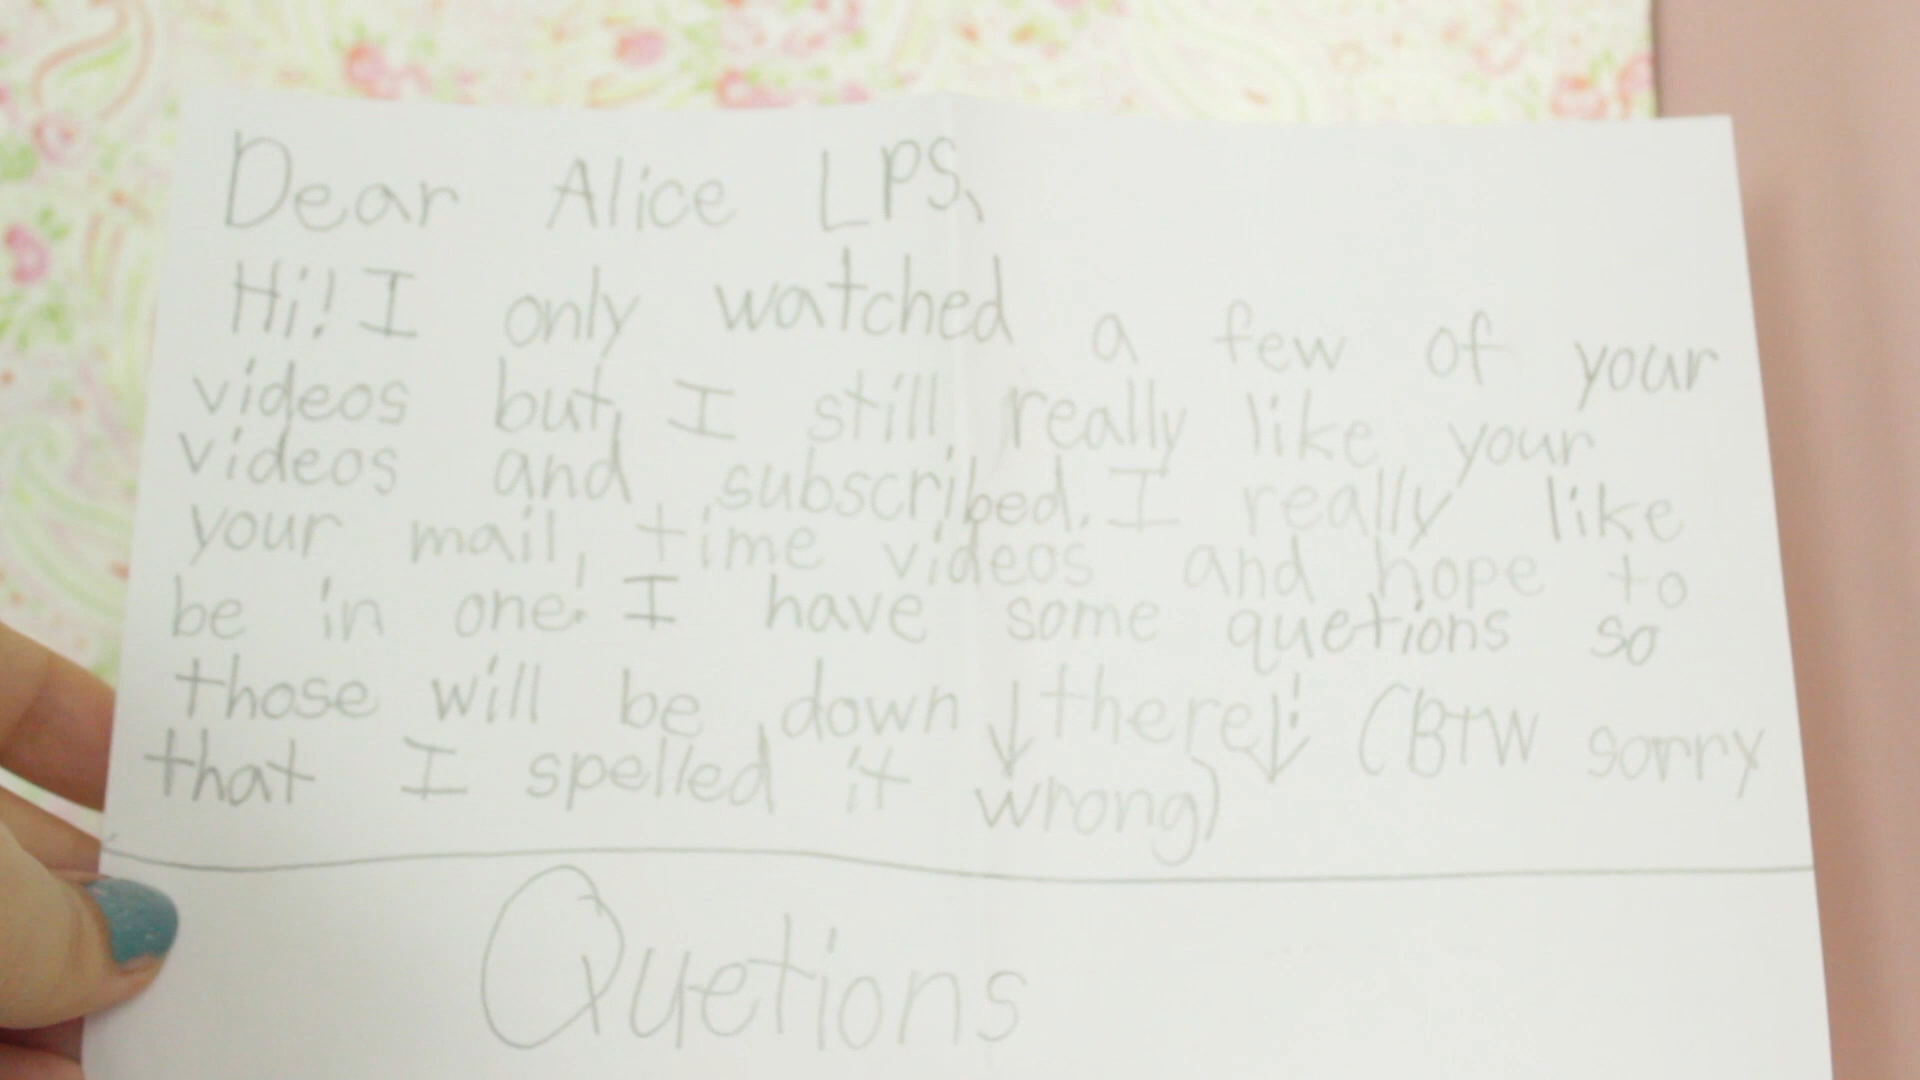 Dear Alice LPS,
Hi! I only watched a few of your
videos but, I still really like your
videos and subscribed. I really like
your mail, time videos and hope to
be in one! I have some quetions so
those will be down ↓ there! ↓ (BTW sorry
that I spelled it wrong)
Quetions